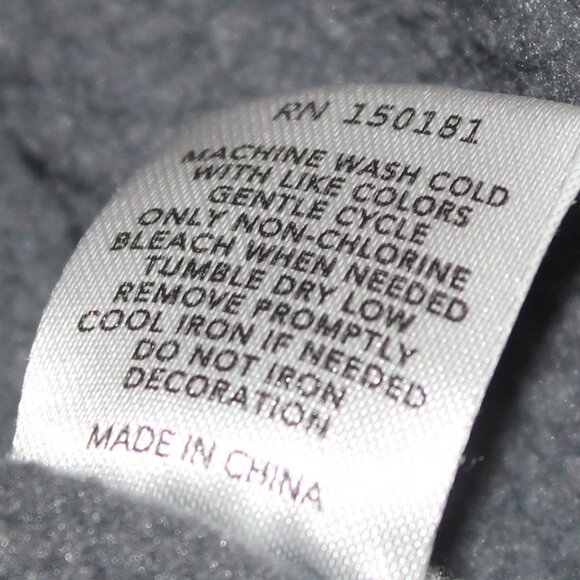 RN 150181
MACHINE WASH COLD
WITH LIKE COLORS
GENTLE CYCLE
ONLY NON-CHLORINE
BLEACH WHEN NEEDED
TUMBLE DRY LOW
REMOVE PROMPTLY
COOL IRON IF NEEDED
DO NOT IRON
DECORATION
MADE IN CHINA